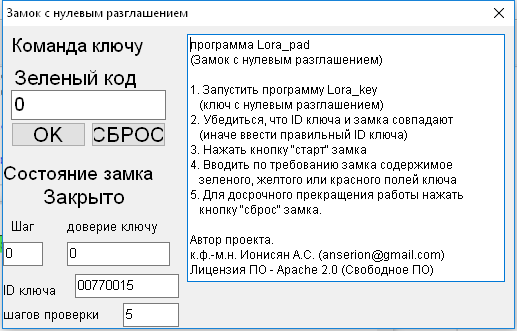 Замок с нулевым разглашением
Команда ключу
Зеленый код
0
OK СБРОС
Состояние замка
Закрыто
Шаг доверие ключу
0 0
ID ключа 00770015
шагов проверки 5
программа Lora_pad
(Замок с нулевым разглашением)
1. Запустить программу Lora_key
(ключ с нулевым разглашением)
2. Убедиться, что ID ключа и замка совпадают
(иначе ввести правильный ID ключа)
3. Нажать кнопку "старт" замка
4. Вводить по требованию замка содержимое
зеленого, желтого или красного полей ключа
5. Для досрочного прекращения работы нажать
кнопку "сброс" замка.
Автор проекта.
к.ф.-м.н. Ионисян А.С. (anserion@gmail.com)
Лицензия ПО - Apache 2.0 (Свободное ПО)